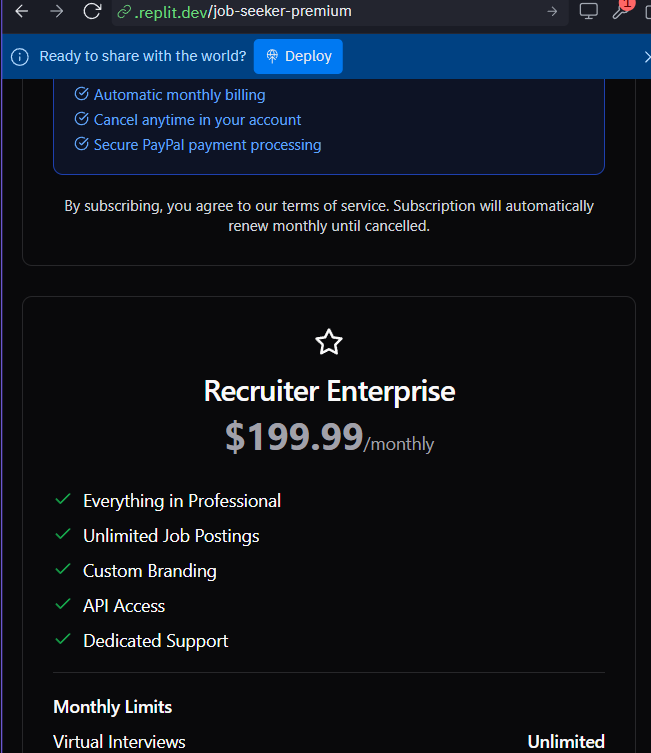 .replit.dev/job-seeker-premium
1
Ready to share with the world? Deploy
Automatic monthly billing
Cancel anytime in your account
Secure PayPal payment processing
By subscribing, you agree to our terms of service. Subscription will automatically
renew monthly until cancelled.
Recruiter Enterprise
$199.99/monthly
Everything in Professional
Unlimited Job Postings
Custom Branding
API Access
Dedicated Support
Monthly Limits
Virtual Interviews Unlimited